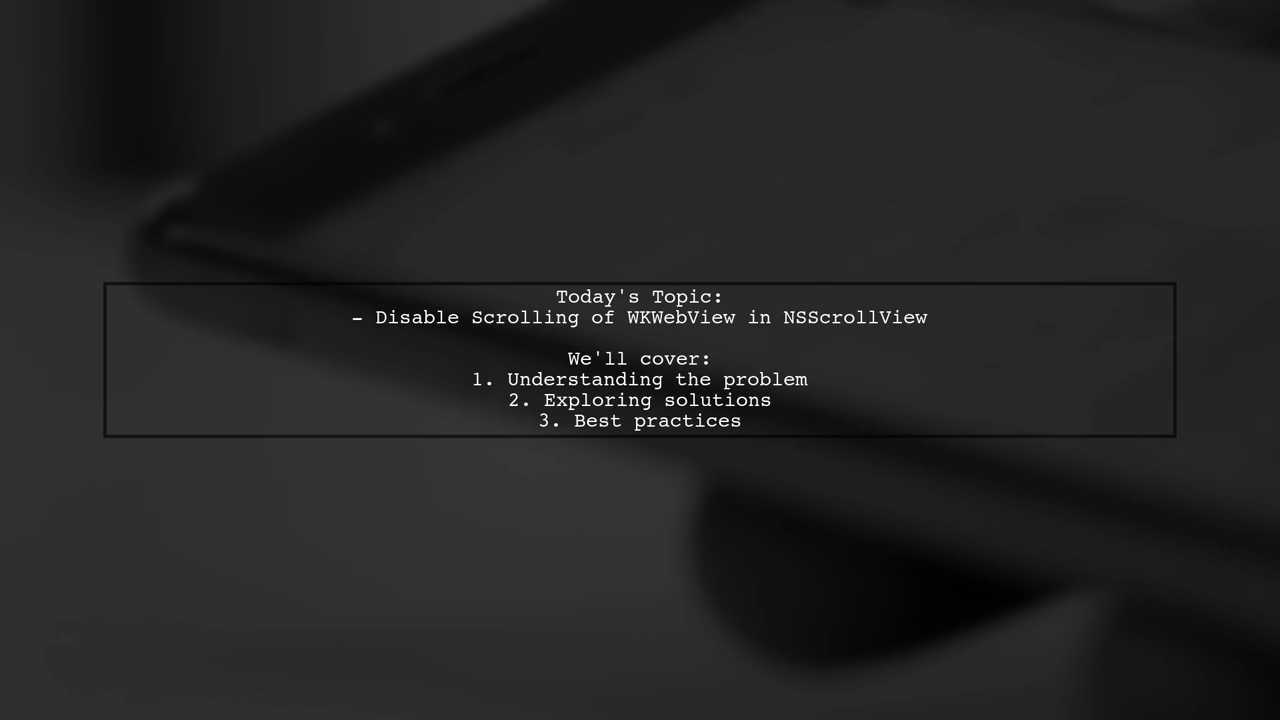 Today's Topic:
- Disable Scrolling of WKWebView in NSScrollView
We'll cover:
1. Understanding the problem
2. Exploring solutions
3. Best practices